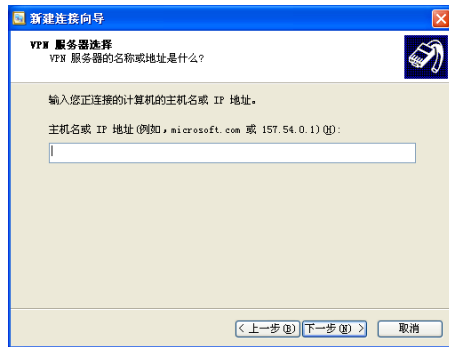 新建连接向导
VPN 服务器选择
VPN 服务器的名称或地址是什么?
输入您正连接的计算机的主机名或 IP 地址。
主机名或 IP 地址(例如，microsoft.com 或 157.54.0.1)(H):
< 上一步(B) 下一步(N) > 取消